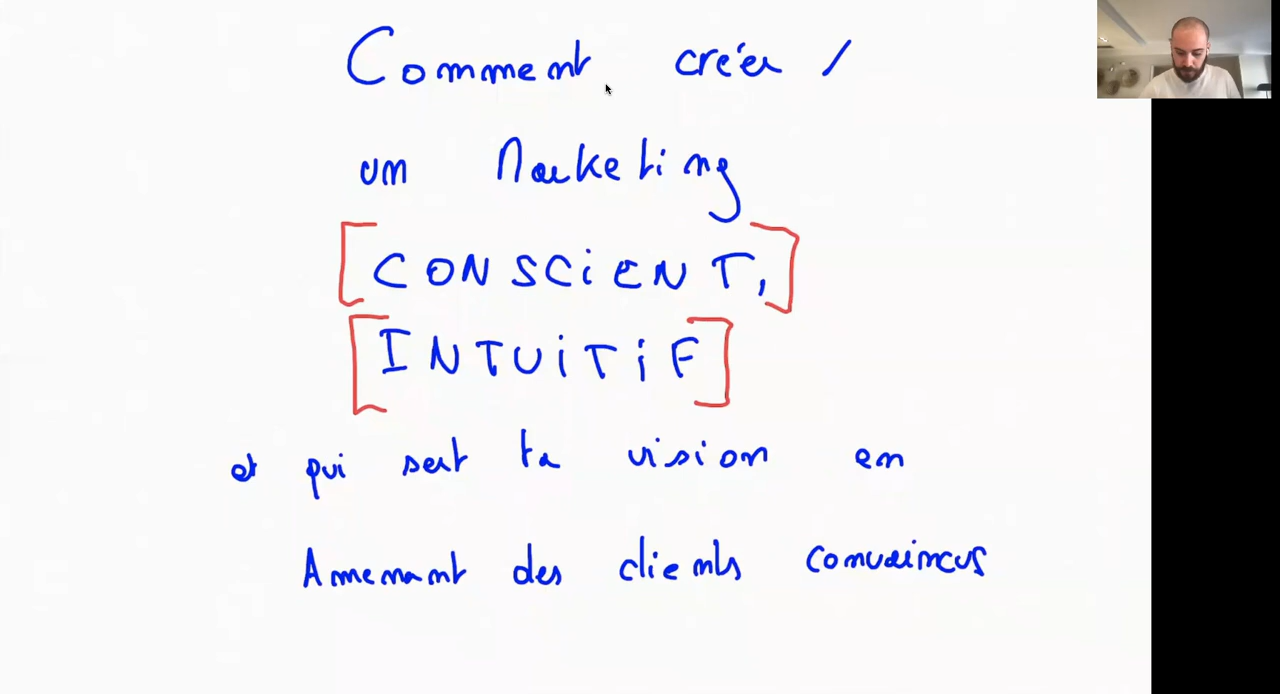 Comment créer /
un Marketing
[CONSCiENT,]
[INTUiTiF]
et qui sert ta vision en
Amenant des clients convaincus